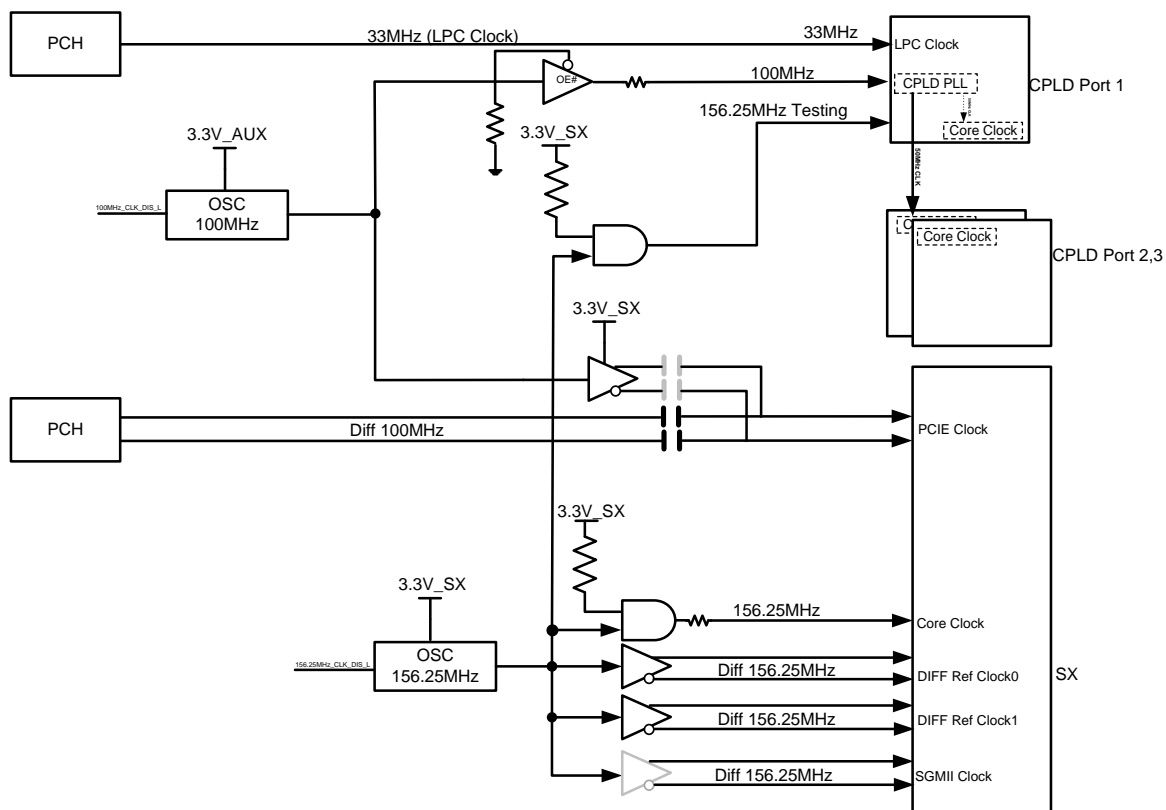 PCH
33MHz (LPC Clock)
33MHz
LPC Clock
OE#
100MHz
CPLD PLL
CPLD Port 1
156.25MHz Testing
Core Clock
3.3V_AUX
3.3V_SX
50MHz CLK
100MHz_CLK_DIS_L
OSC
100MHz
C
Core Clock
CPLD Port 2,3
3.3V_SX
PCH
Diff 100MHz
PCIE Clock
3.3V_SX
3.3V_SX
156.25MHz
Core Clock
156.25MHz_CLK_DIS_L
OSC
156.25MHz
Diff 156.25MHz
DIFF Ref Clock0
SX
Diff 156.25MHz
DIFF Ref Clock1
Diff 156.25MHz
SGMII Clock